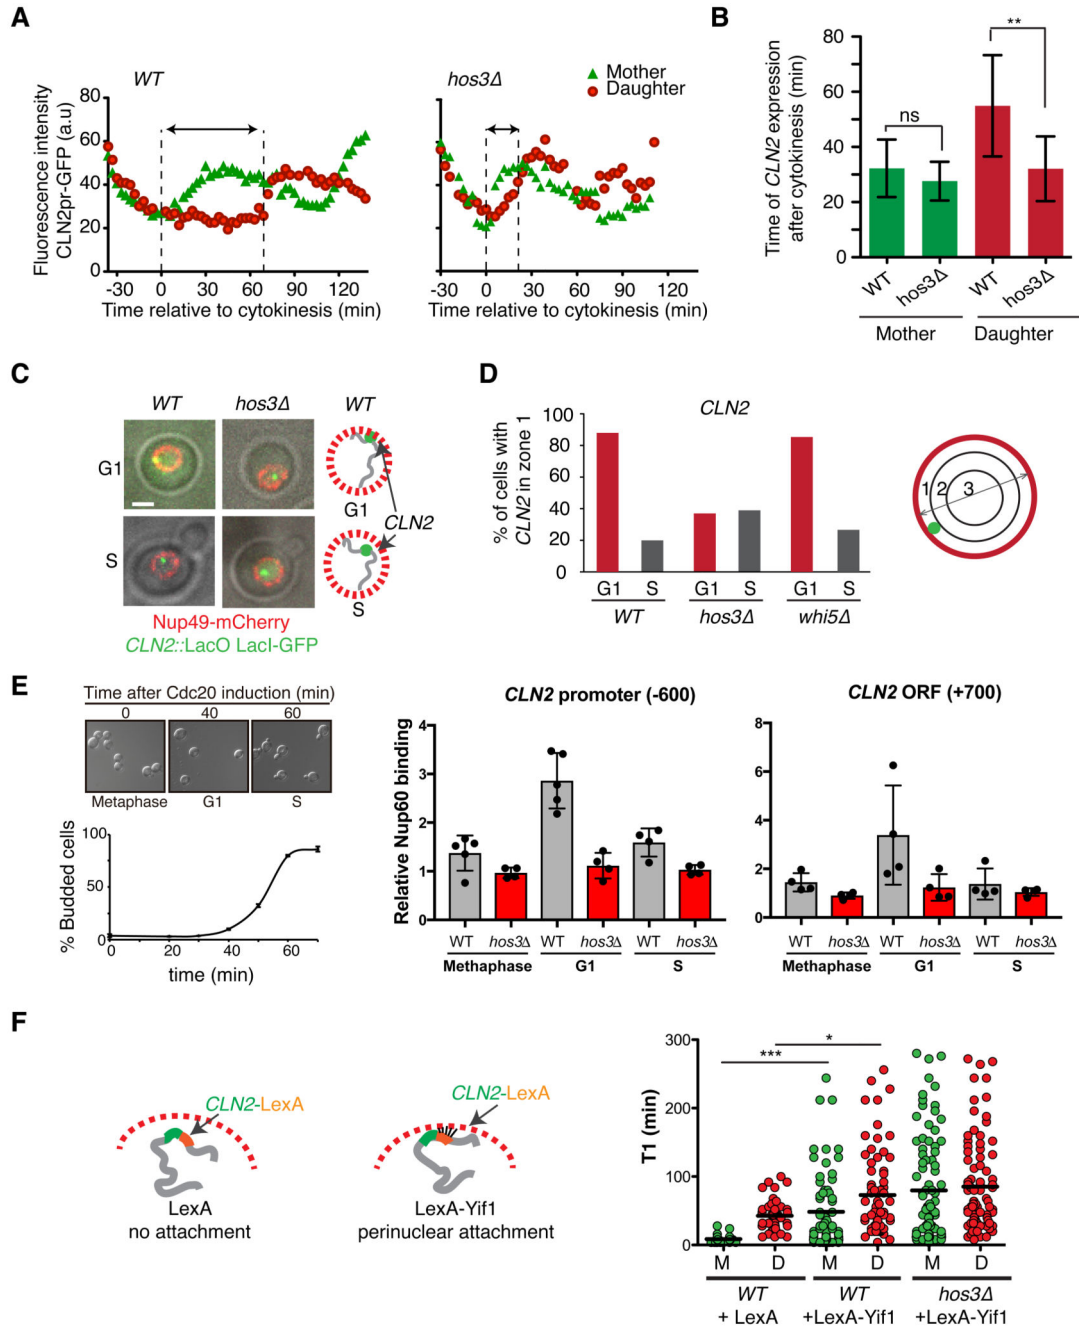 A
WT
hos3Δ
Mother
Daughter
Fluorescence intensity
CLN2pr-GFP (a.u)
80
60
40
20
0
-30 0 30 60 90 120
Time relative to cytokinesis (min)
-30 0 30 60 90 120
Time relative to cytokinesis (min)
B
Time of CLN2 expression
after cytokinesis (min)
80
60
40
20
0
ns
**
WT
hos3Δ
WT
hos3Δ
Mother
Daughter
C
WT hos3Δ WT
G1
S
G1
CLN2
S
Nup49-mCherry
CLN2::LacO LacI-GFP
D
CLN2
% of cells with
CLN2 in zone 1
100
80
60
40
20
0
G1 S G1 S G1 S
WT hos3Δ whi5Δ
1 2 3
E
Time after Cdc20 induction (min)
0 40 60
Metaphase G1 S
% Budded cells
100
50
0
0 20 40 60
time (min)
CLN2 promoter (-600)
Relative Nup60 binding
4
3
2
1
0
WT hos3Δ WT hos3Δ WT hos3Δ
Methaphase G1 S
CLN2 ORF (+700)
8
6
4
2
0
WT hos3Δ WT hos3Δ WT hos3Δ
Methaphase G1 S
F
CLN2-LexA
LexA
no attachment
CLN2-LexA
LexA-Yif1
perinuclear attachment
T1 (min)
300
200
100
0
***
*
M D M D M D
WT WT hos3Δ
+ LexA +LexA-Yif1 +LexA-Yif1